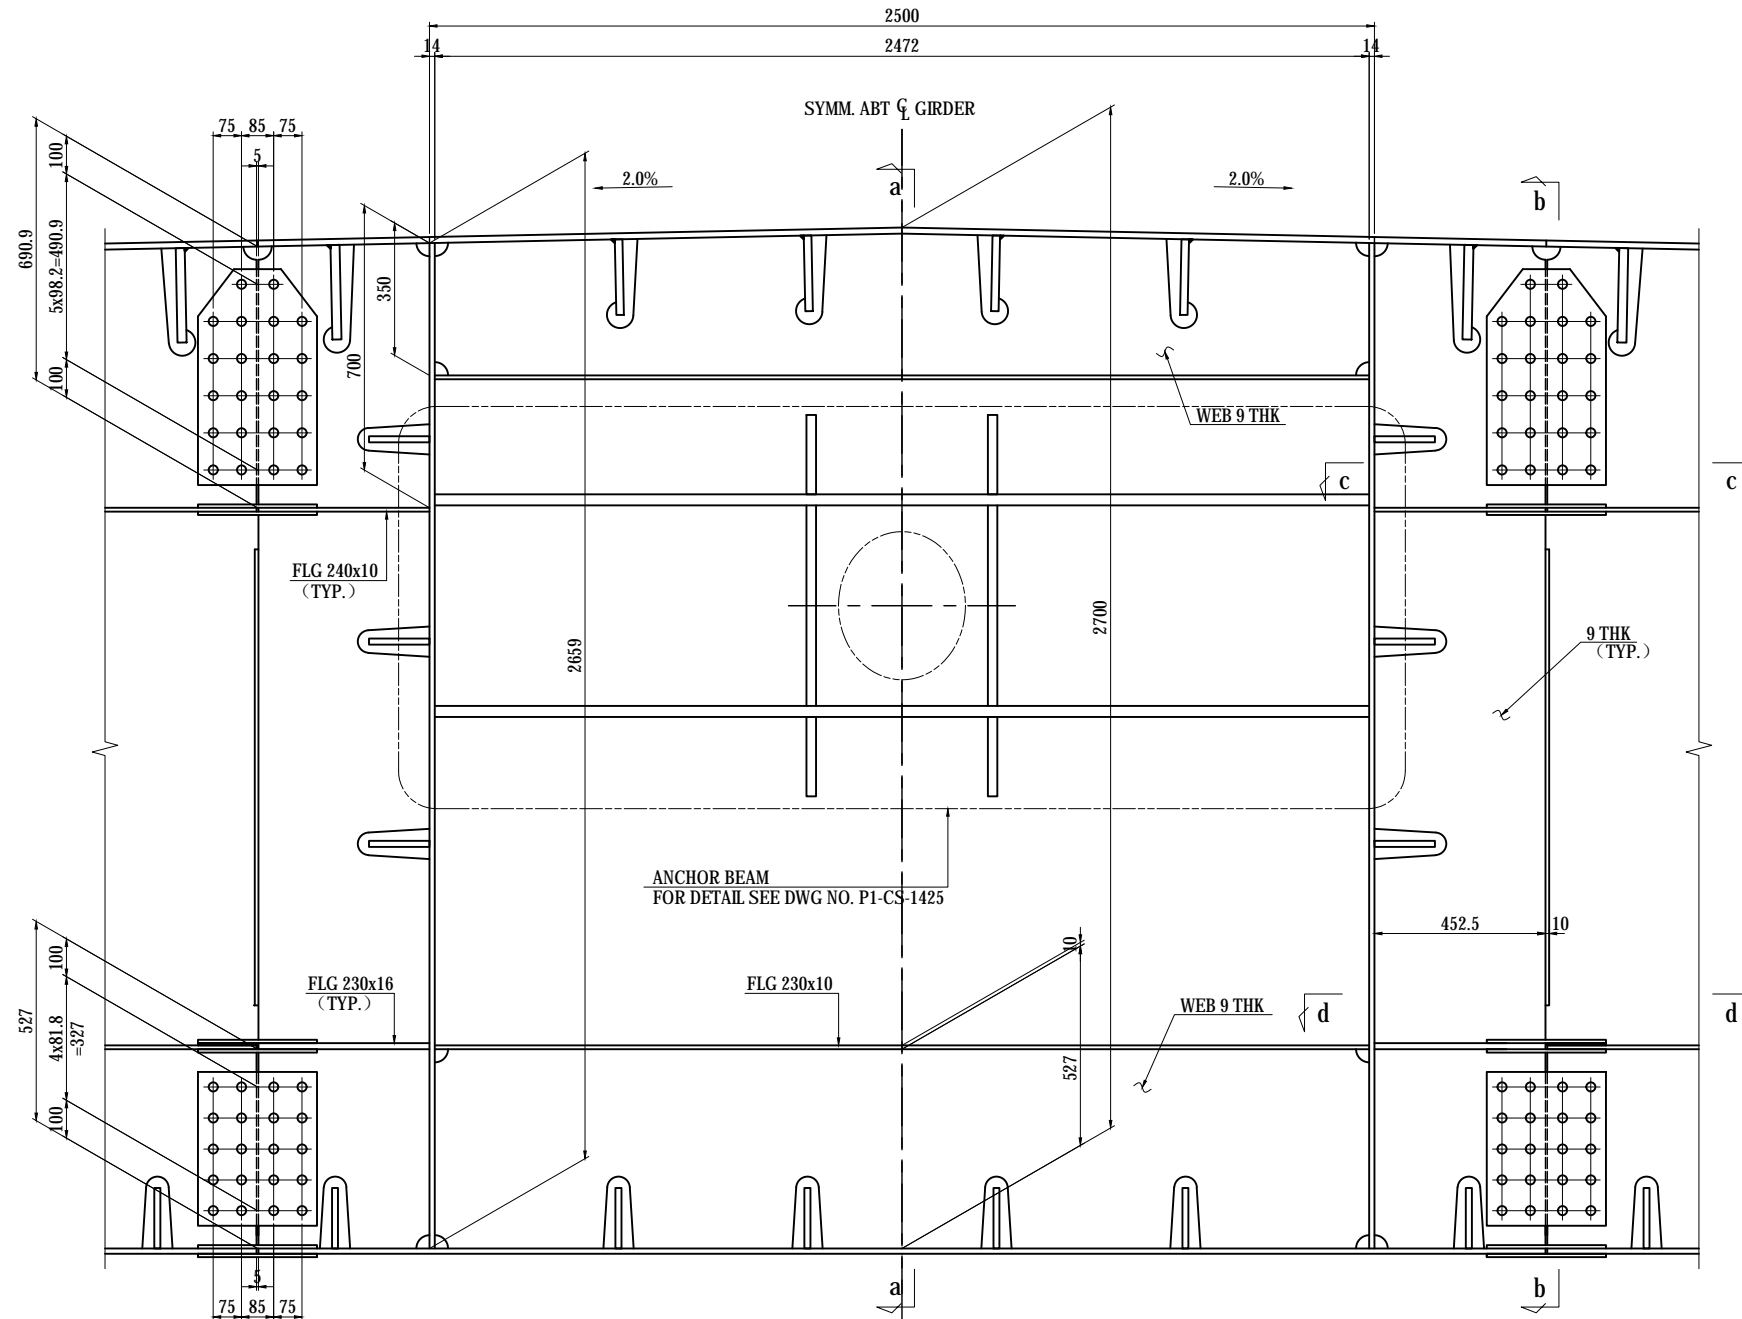 2500
14
2472
14
SYMM. ABT ℄ GIRDER
75
85
75
5
100
5x98.2=490.9
690.9
100
2.0%
a
2.0%
b
350
700
WEB 9 THK
c
c
FLG 240x10
(TYP.)
2659
2700
9 THK
(TYP.)
ANCHOR BEAM
FOR DETAIL SEE DWG NO. P1-CS-1425
452.5
10
10
527
100
4x81.8
=327
527
100
FLG 230x16
(TYP.)
FLG 230x10
WEB 9 THK
d
d
5
75
85
75
a
b